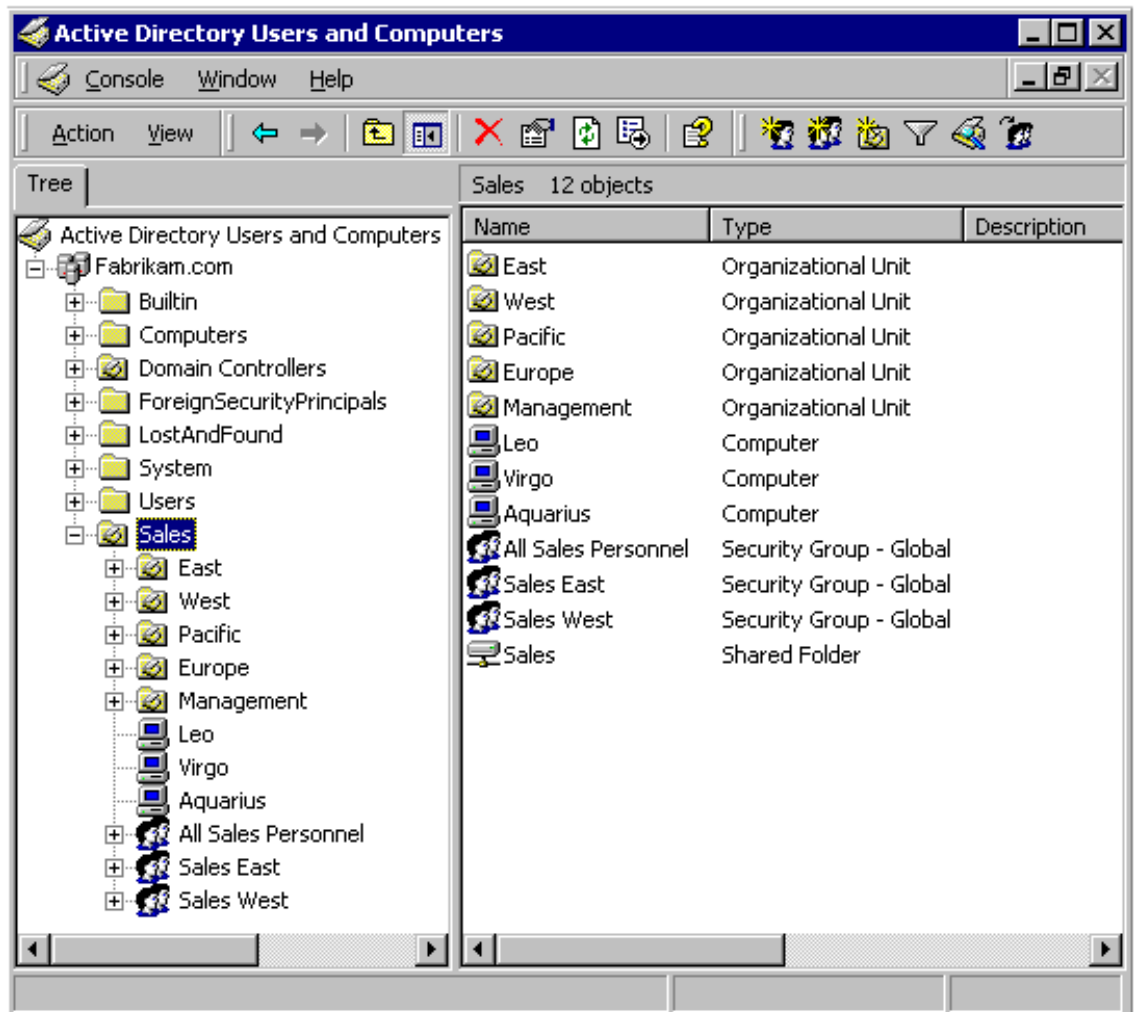 Active Directory Users and Computers
Console Window Help
Action View
Tree
Sales 12 objects
Active Directory Users and Computers
Fabrikam.com
Builtin
Computers
Domain Controllers
ForeignSecurityPrincipals
LostAndFound
System
Users
Sales
East
West
Pacific
Europe
Management
Leo
Virgo
Aquarius
All Sales Personnel
Sales East
Sales West
Name Type Description
East Organizational Unit
West Organizational Unit
Pacific Organizational Unit
Europe Organizational Unit
Management Organizational Unit
Leo Computer
Virgo Computer
Aquarius Computer
All Sales Personnel Security Group - Global
Sales East Security Group - Global
Sales West Security Group - Global
Sales Shared Folder